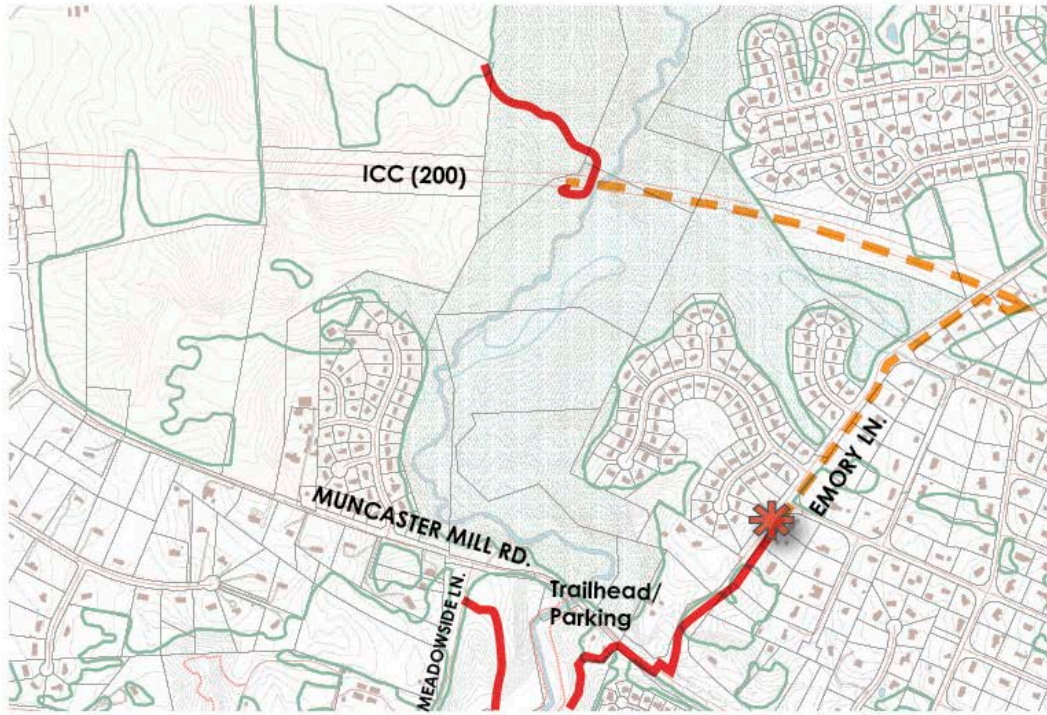 ICC (200)
EMORY LN.
MUNCASTER MILL RD.
Trailhead/
Parking
MEADOWSIDE LN.